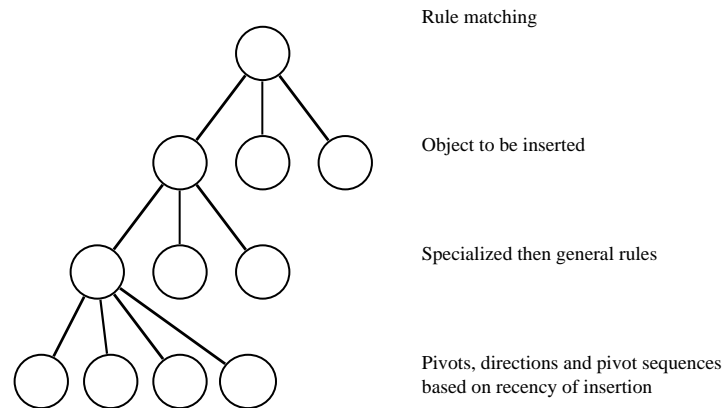 Rule matching
Object to be inserted
Specialized then general rules
Pivots, directions and pivot sequences
based on recency of insertion